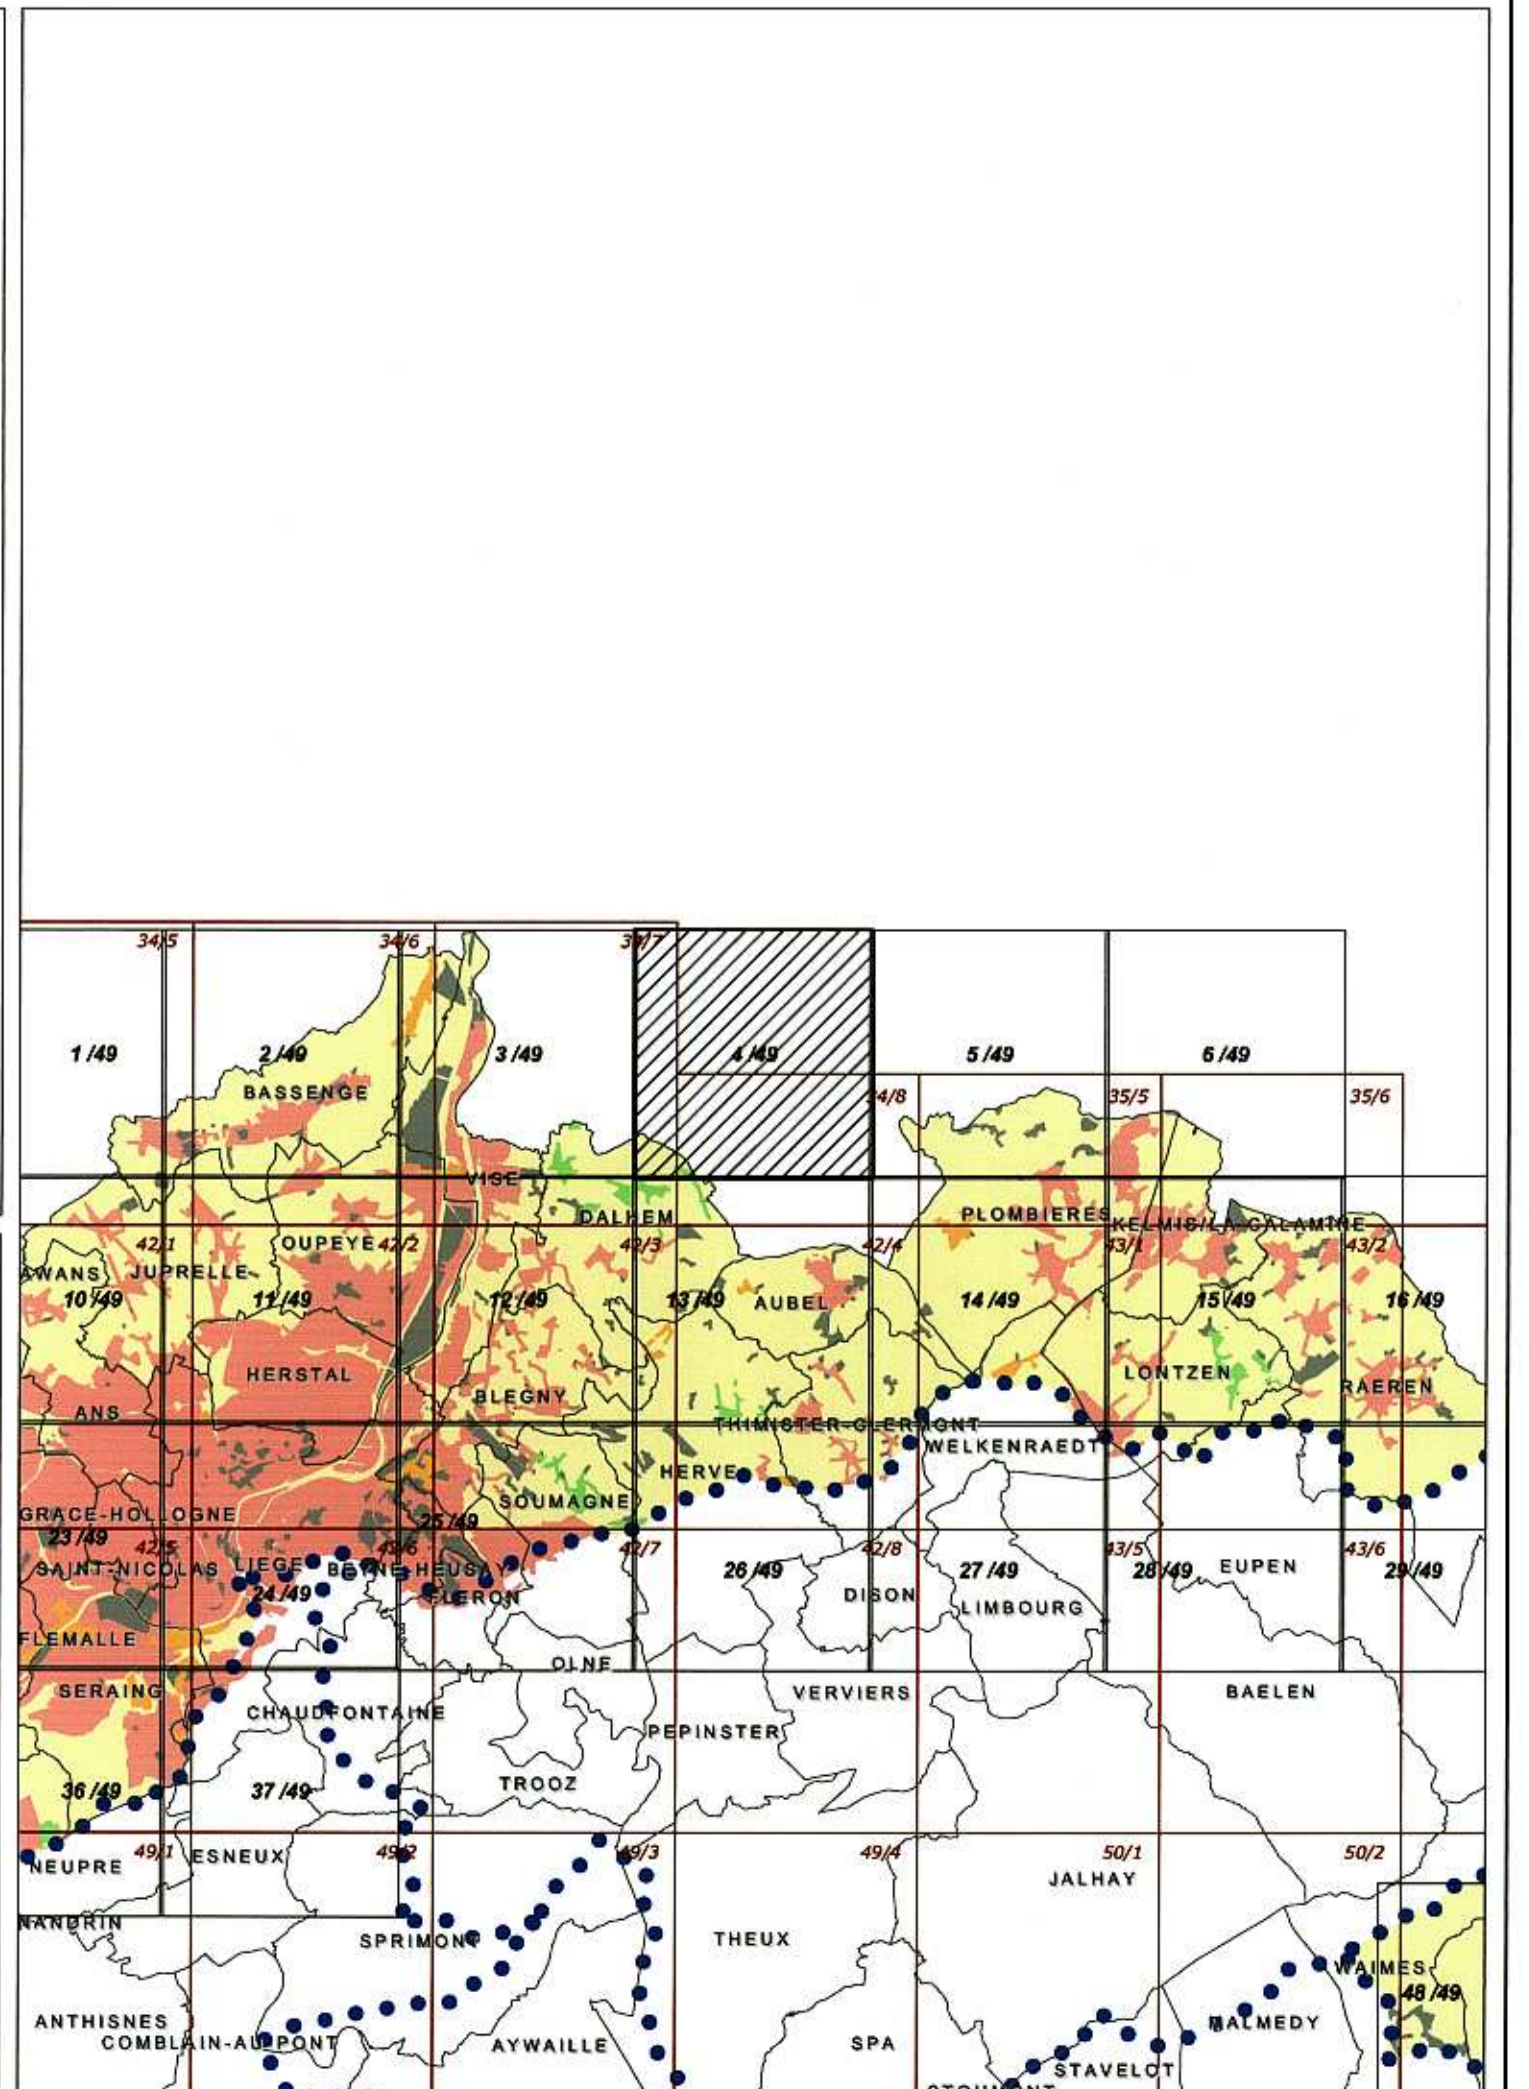 34/5 34/6 34/7
1 /49 2 /49 3 /49 4 /49 5 /49 6 /49
BASSENGE
34/8 35/5 35/6
VISE
DALHEM
PLOMBIERES
KELMIS/LA CALAMINE
42/1 OUPEYE 42/2 42/3 42/4 43/1 43/2
AWANS JUPRELLE
10 /49 11 /49 12 /49 13 /49 AUBEL 14 /49 15 /49 16 /49
HERSTAL LONTZEN
ANS BLEGNY RAEREN
THIMISTER-CLERMONT
WELKENRAEDT
HERVE
SOUMAGNE
GRACE-HOLLOGNE
23 /49 25 /49
42/5 42/6 42/7 42/8 43/5 43/6
SAINT-NICOLAS LIEGE BEYNE-HEUSAY 26 /49 27 /49 28 /49 EUPEN 29 /49
24 /49 FLERON DISON
LIMBOURG
FLEMALLE
OLNE
SERAING VERVIERS BAELEN
CHAUDFONTAINE
PEPINSTER
36 /49 37 /49 TROOZ
49/1 49/2 49/3 49/4 50/1 50/2
NEUPRE ESNEUX
JALHAY
NANDRIN
SPRIMONT THEUX
WAIMES
48 /49
ANTHISNES MALMEDY
COMBLAIN-AU-PONT AYWAILLE SPA
STAVELOT
STOUMONT